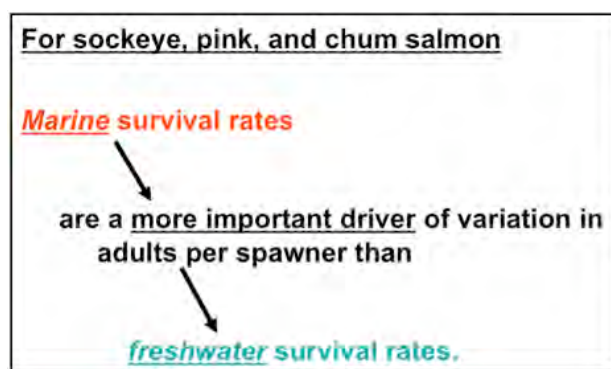 For sockeye, pink, and chum salmon
Marine survival rates
are a more important driver of variation in
adults per spawner than
freshwater survival rates.